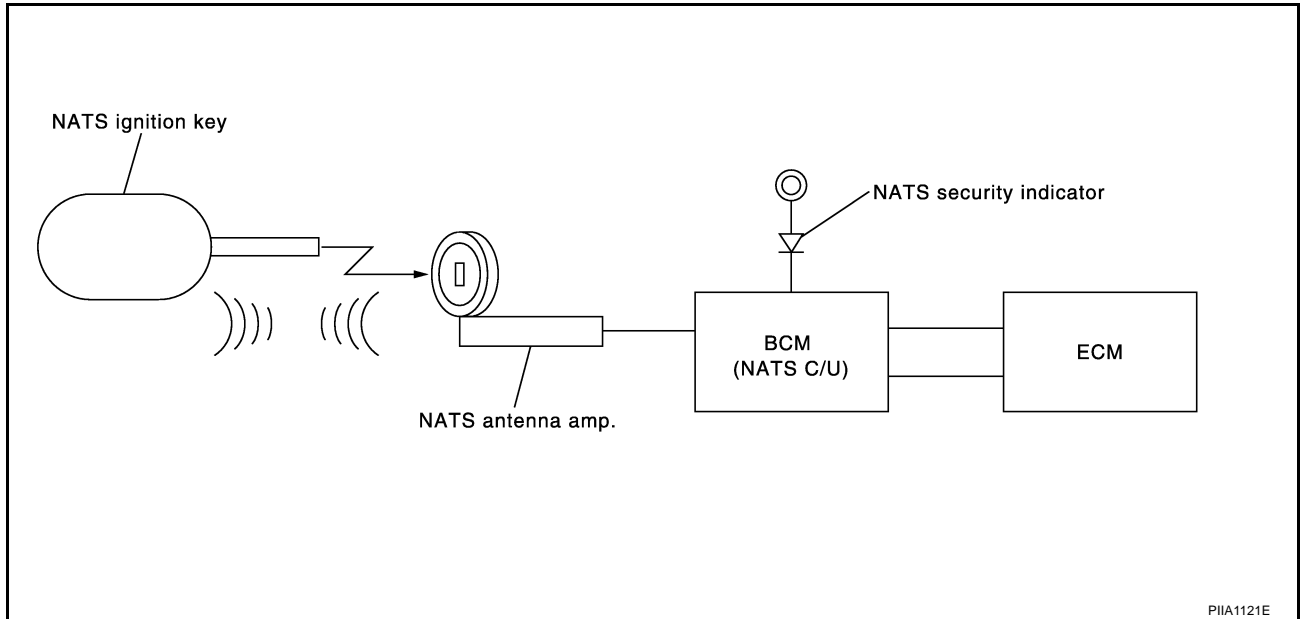 NATS ignition key
NATS security indicator
BCM
(NATS C/U)
ECM
NATS antenna amp.
PIIA1121E